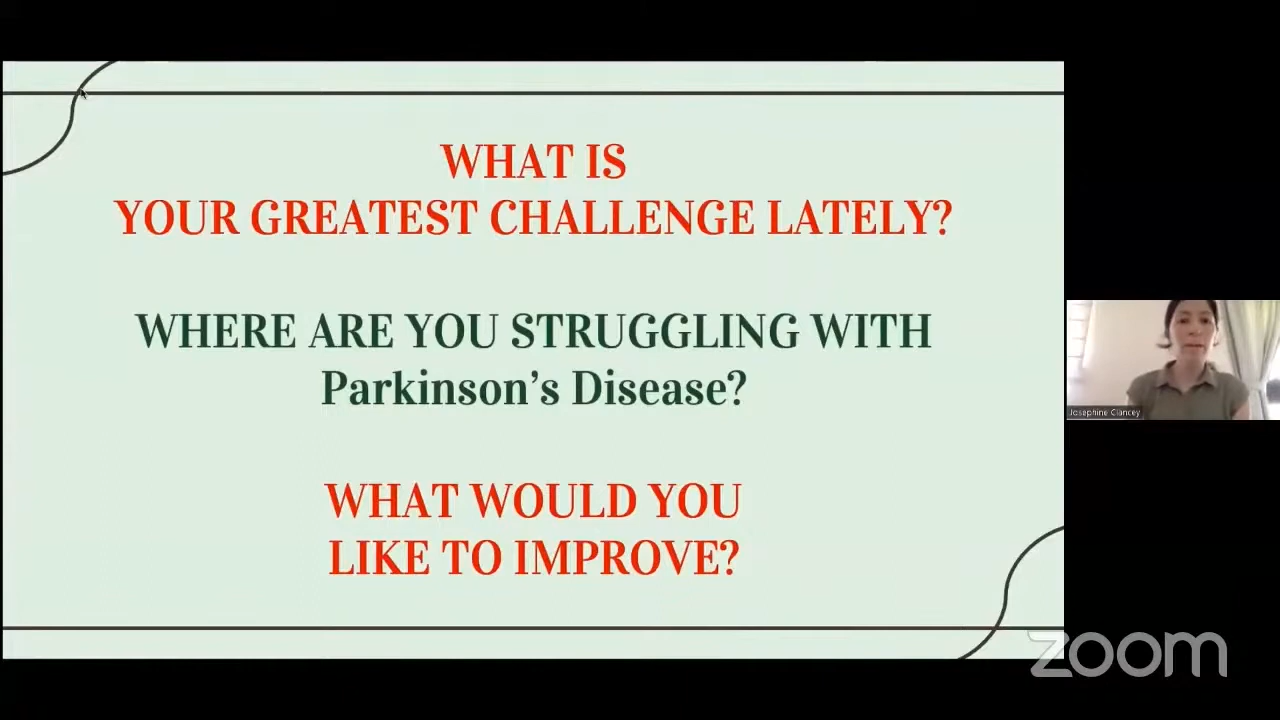 WHAT IS
YOUR GREATEST CHALLENGE LATELY?
WHERE ARE YOU STRUGGLING WITH
Parkinson's Disease?
WHAT WOULD YOU
LIKE TO IMPROVE?
Josephine Clancey
zoom